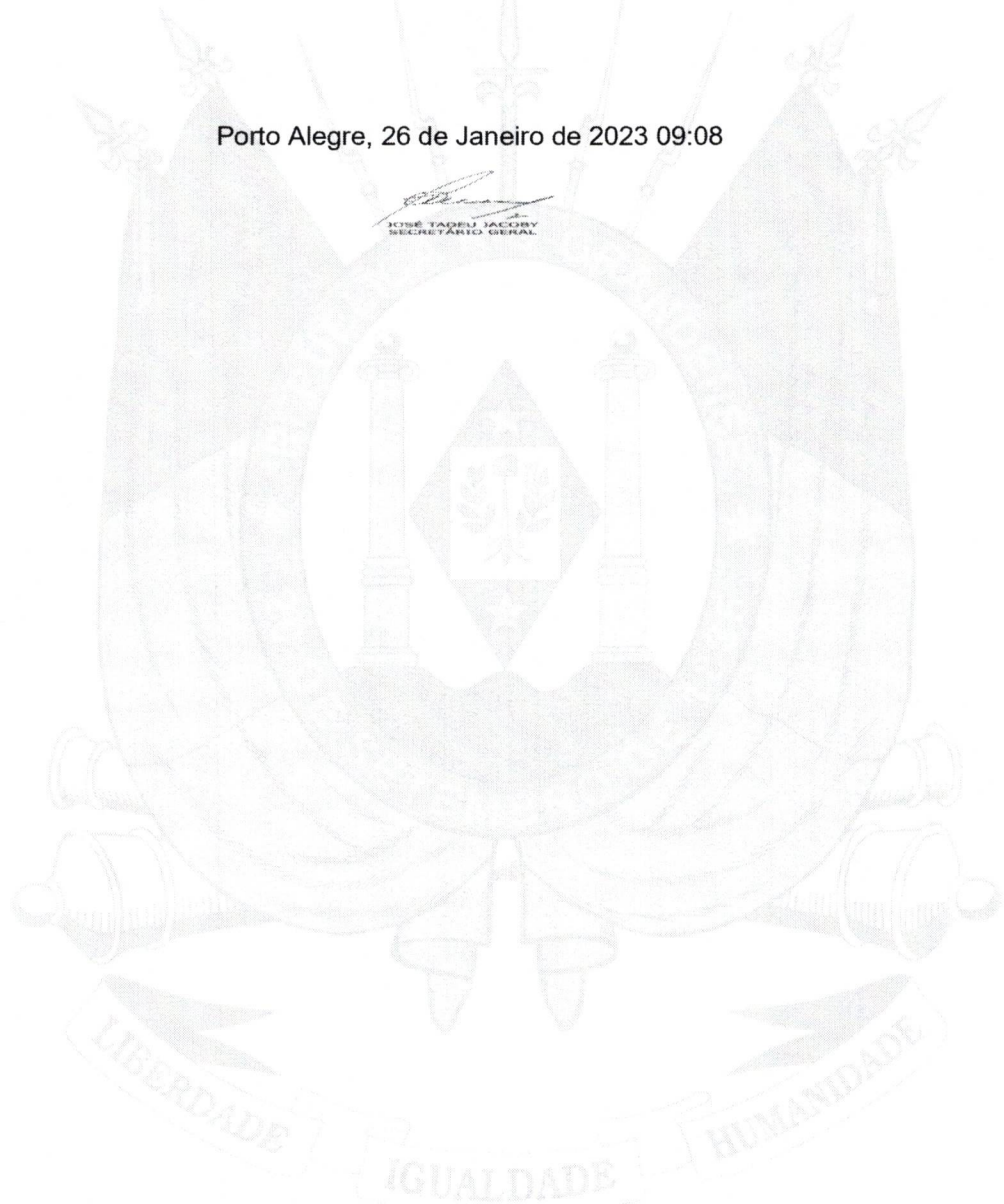 Porto Alegre, 26 de Janeiro de 2023 09:08
JOSÉ TADEU JACOBY
SECRETÁRIO GERAL
LIBERDADE
IGUALDADE
HUMANIDADE